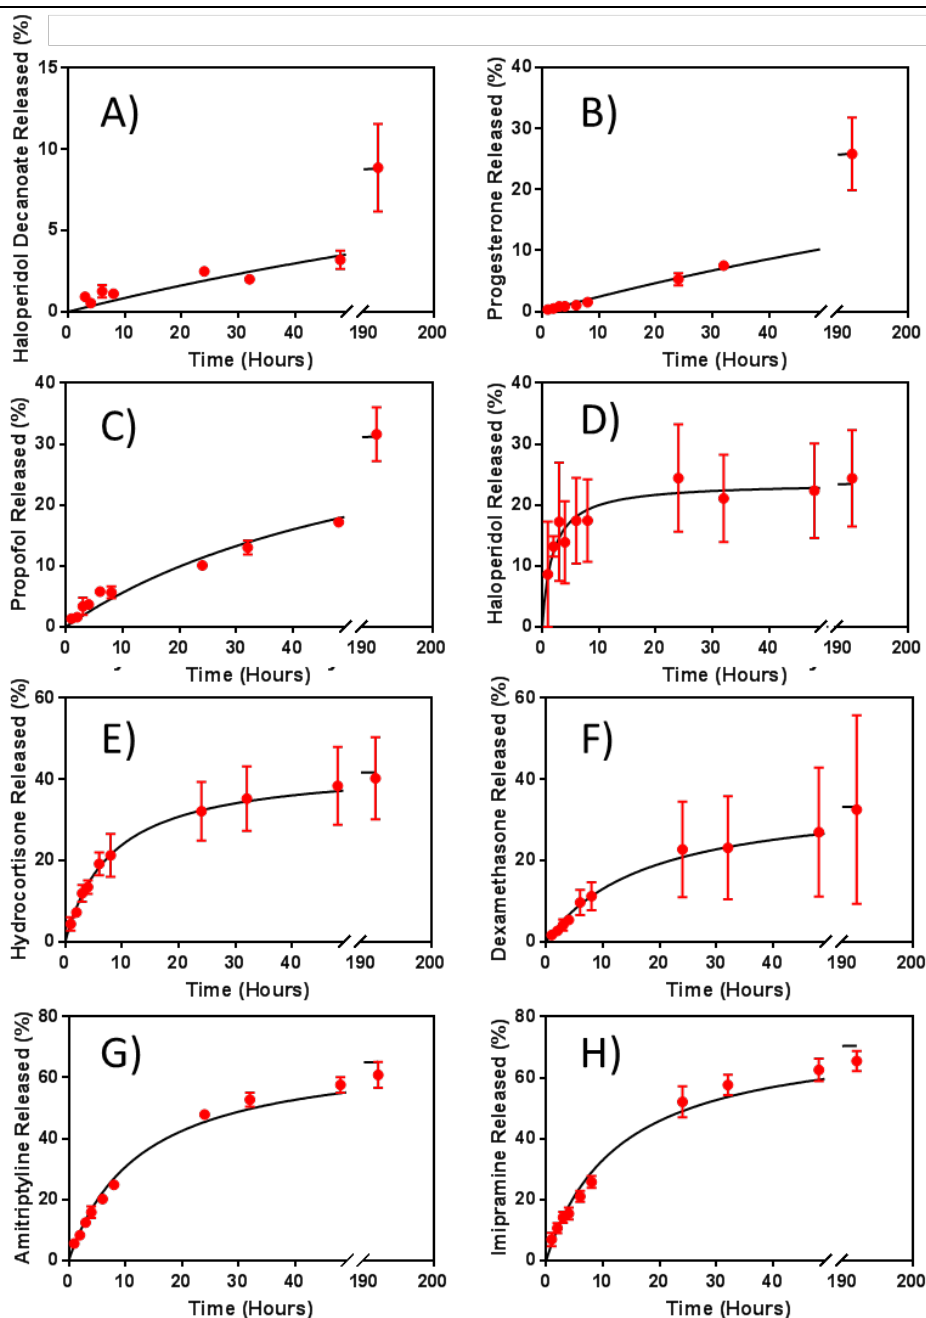 Haloperidol Decanoate Released (%)
15
10
5
0
A)
0 10 20 30 40 190 200
Time (Hours)
Progesterone Released (%)
40
30
20
10
0
B)
0 10 20 30 40 190 200
Time (Hours)
Propofol Released (%)
40
30
20
10
0
C)
0 10 20 30 40 190 200
Time (Hours)
Haloperidol Released (%)
40
30
20
10
0
D)
0 10 20 30 40 190 200
Time (Hours)
Hydrocortisone Released (%)
60
40
20
0
E)
0 10 20 30 40 190 200
Time (Hours)
Dexamethasone Released (%)
60
40
20
0
F)
0 10 20 30 40 190 200
Time (Hours)
Amitriptyline Released (%)
80
60
40
20
0
G)
0 10 20 30 40 190 200
Time (Hours)
Imipramine Released (%)
80
60
40
20
0
H)
0 10 20 30 40 190 200
Time (Hours)